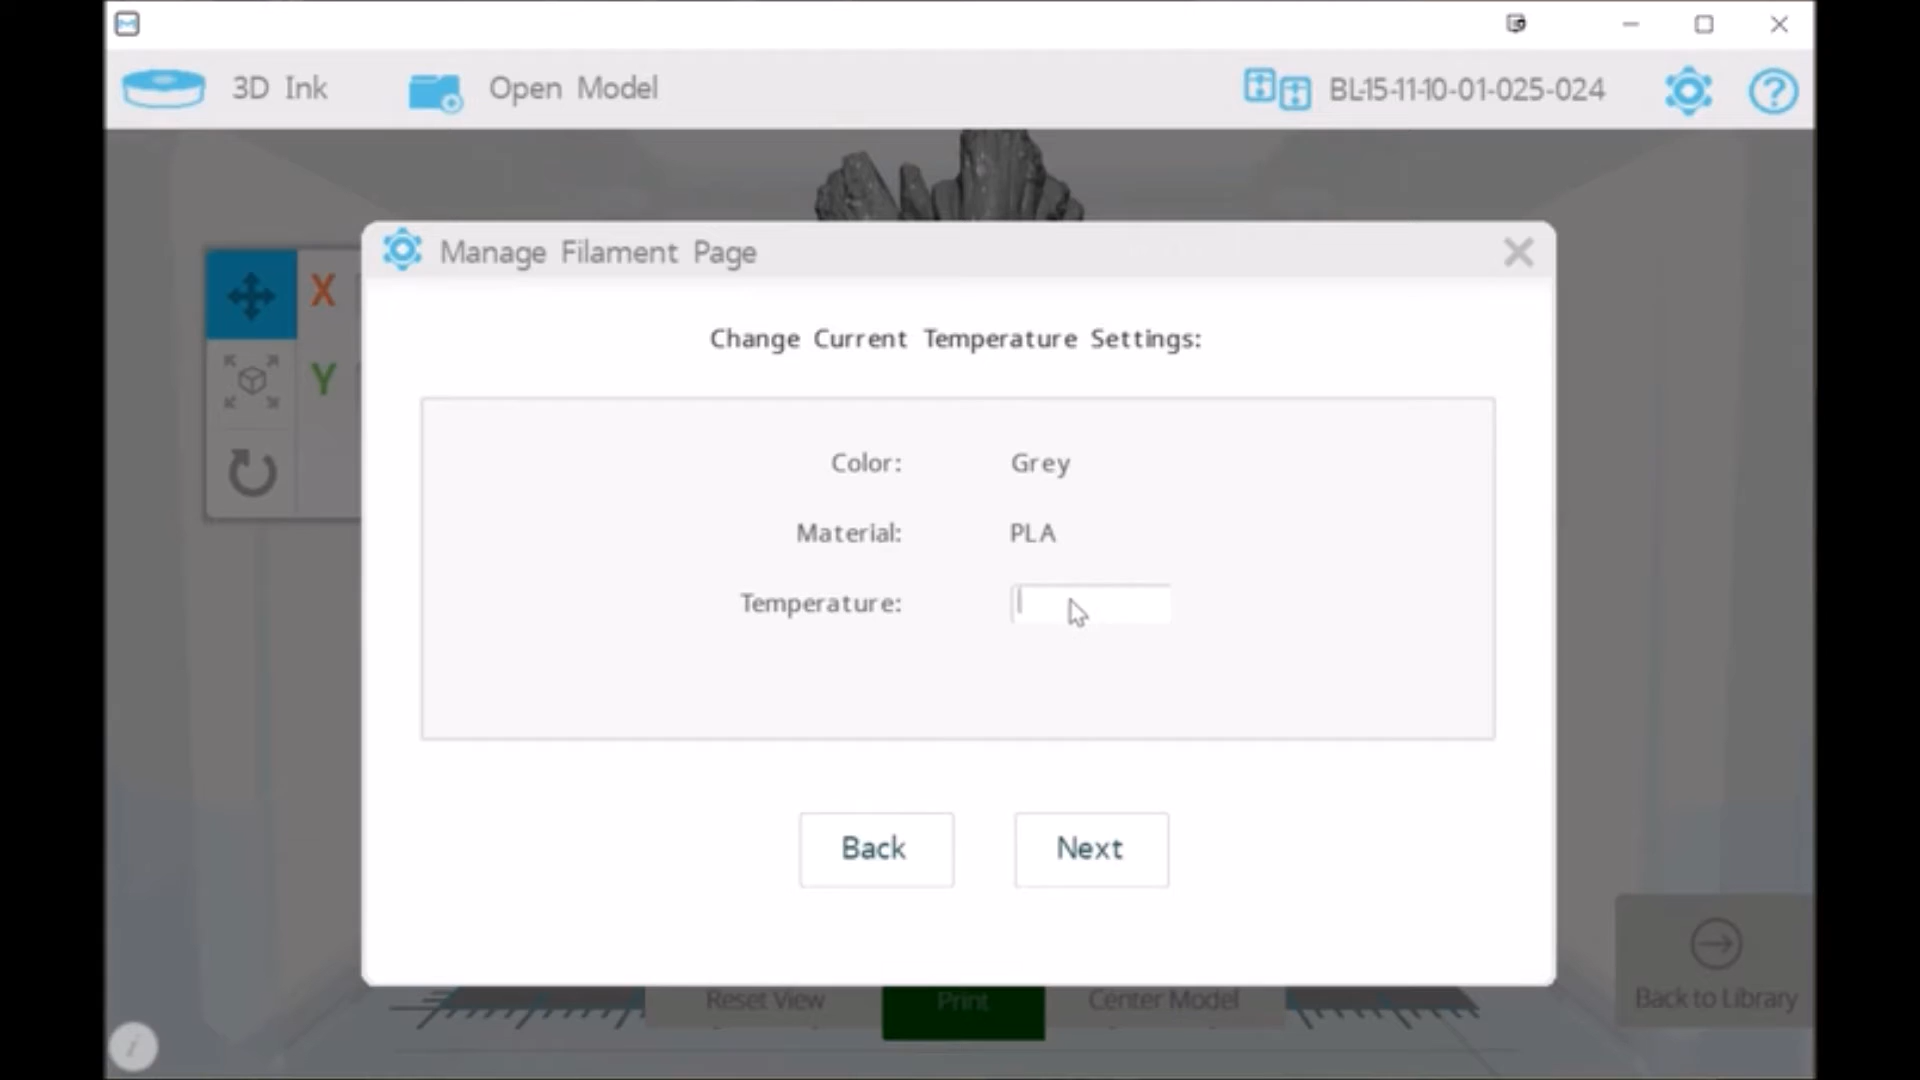 3D Ink
Open Model
BL-15-11-10-01-025-024
Manage Filament Page
X
Y
Change Current Temperature Settings:
Color: Grey
Material: PLA
Temperature:
Back
Next
Reset View
Print
Center Model
Back to Library